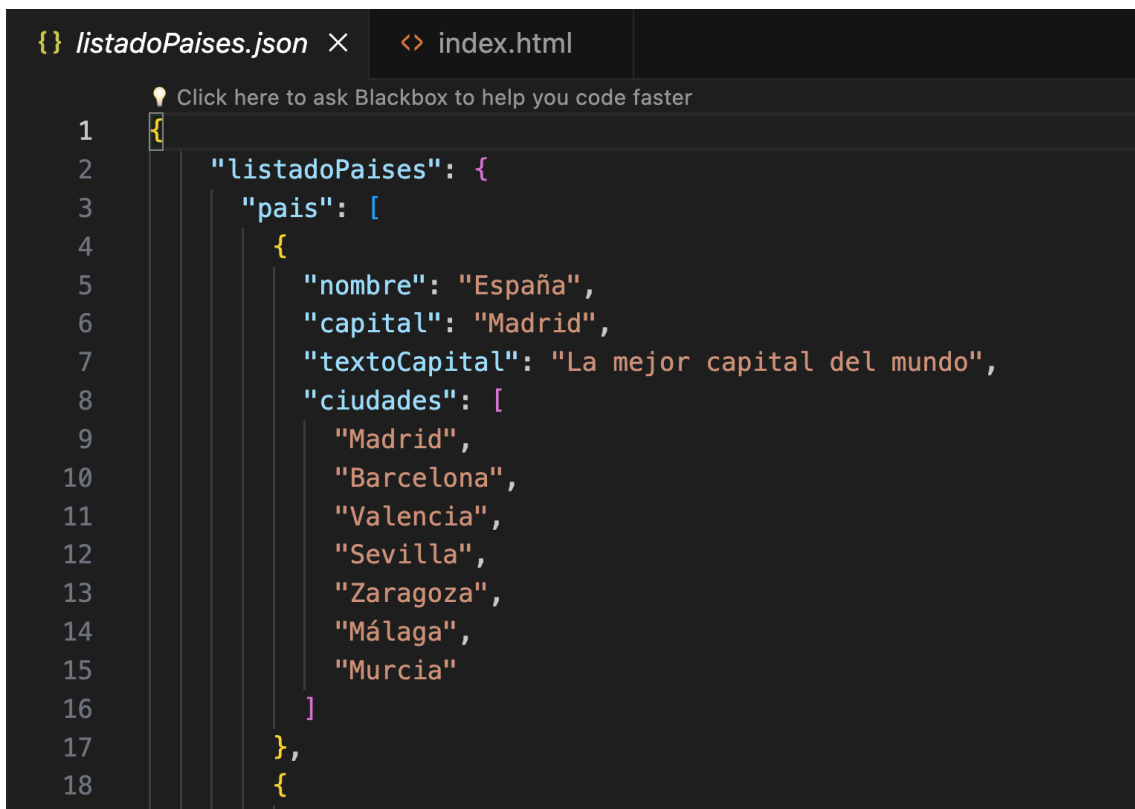 {} listadoPaises.json × <> index.html
Click here to ask Blackbox to help you code faster
1 {
2 "listadoPaises": {
3 "pais": [
4 {
5 "nombre": "España",
6 "capital": "Madrid",
7 "textoCapital": "La mejor capital del mundo",
8 "ciudades": [
9 "Madrid",
10 "Barcelona",
11 "Valencia",
12 "Sevilla",
13 "Zaragoza",
14 "Málaga",
15 "Murcia"
16 ]
17 },
18 {